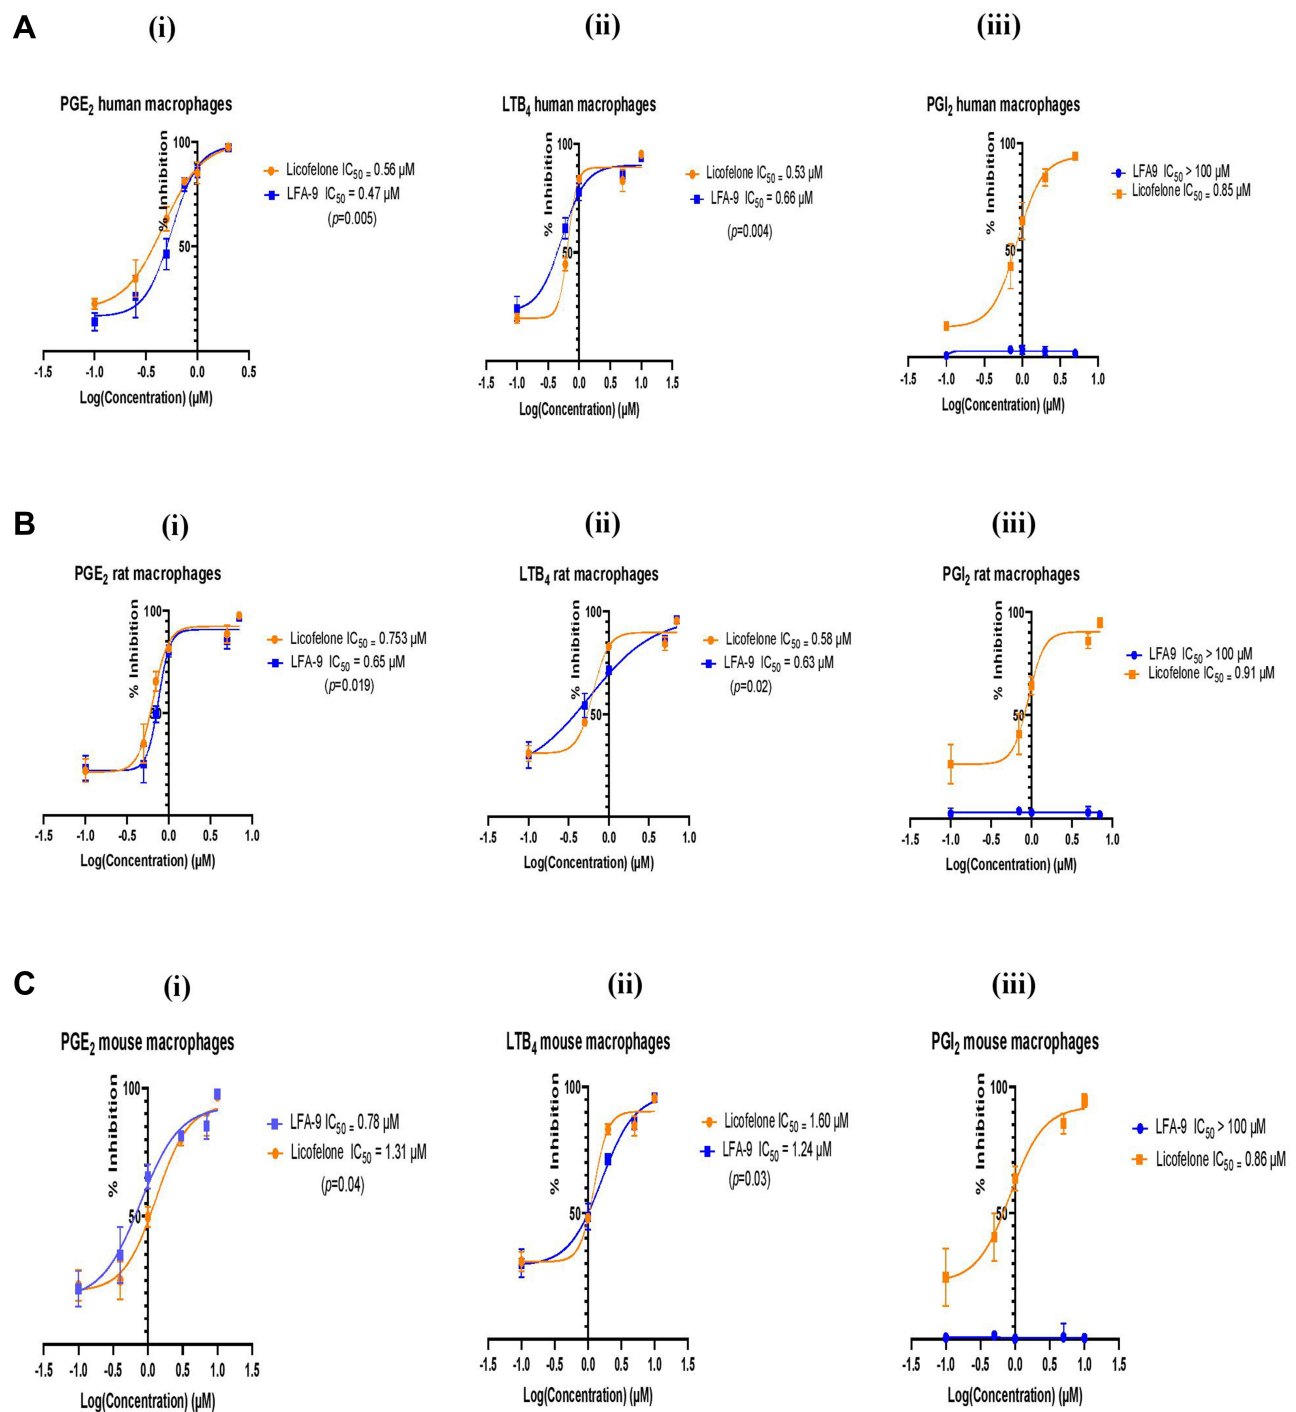 A (i) (ii) (iii)
PGE2 human macrophages
% Inhibition
100
50
-1.5 -1.0 -0.5 0.0 0.5
Log(Concentration) (µM)
Licofelone IC50 = 0.56 µM
LFA-9 IC50 = 0.47 µM
(p=0.005)
LTB4 human macrophages
% Inhibition
100
50
-1.5 -1.0 -0.5 0.0 0.5 1.0 1.5
Log(Concentration) (µM)
Licofelone IC50 = 0.53 µM
LFA-9 IC50 = 0.66 µM
(p=0.004)
PGI2 human macrophages
% Inhibition
100
50
-1.5 -1.0 -0.5 0.0 0.5 1.0
Log(Concentration) (µM)
LFA9 IC50 > 100 µM
Licofelone IC50 = 0.85 µM
B (i) (ii) (iii)
PGE2 rat macrophages
% Inhibition
100
50
-1.5 -1.0 -0.5 0.0 0.5 1.0
Log(Concentration) (µM)
Licofelone IC50 = 0.753 µM
LFA-9 IC50 = 0.65 µM
(p=0.019)
LTB4 rat macrophages
% Inhibition
100
50
-1.5 -1.0 -0.5 0.0 0.5 1.0
Log(Concentration) (µM)
Licofelone IC50 = 0.58 µM
LFA-9 IC50 = 0.63 µM
(p=0.02)
PGI2 rat macrophages
% Inhibition
100
50
-1.5 -1.0 -0.5 0.0 0.5 1.0
Log(Concentration) (µM)
LFA9 IC50 > 100 µM
Licofelone IC50 = 0.91 µM
C (i) (ii) (iii)
PGE2 mouse macrophages
% Inhibition
100
50
-1.5 -1.0 -0.5 0.0 0.5 1.0 1.5
Log(Concentration) (µM)
LFA-9 IC50 = 0.78 µM
Licofelone IC50 = 1.31 µM
(p=0.04)
LTB4 mouse macrophages
% Inhibition
100
50
-1.5 -1.0 -0.5 0.0 0.5 1.0 1.5
Log(Concentration) (µM)
Licofelone IC50 = 1.60 µM
LFA-9 IC50 = 1.24 µM
(p=0.03)
PGI2 mouse macrophages
% Inhibition
100
50
-1.5 -1.0 -0.5 0.0 0.5 1.0 1.5
Log(Concentration) (µM)
LFA-9 IC50 > 100 µM
Licofelone IC50 = 0.86 µM